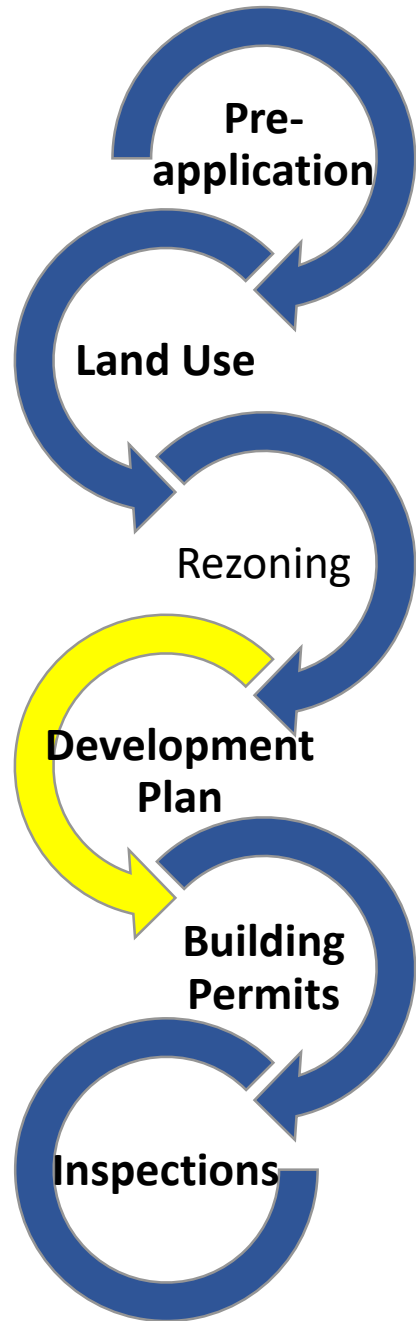 Pre-
application
Land Use
Rezoning
Development
Plan
Building
Permits
Inspections